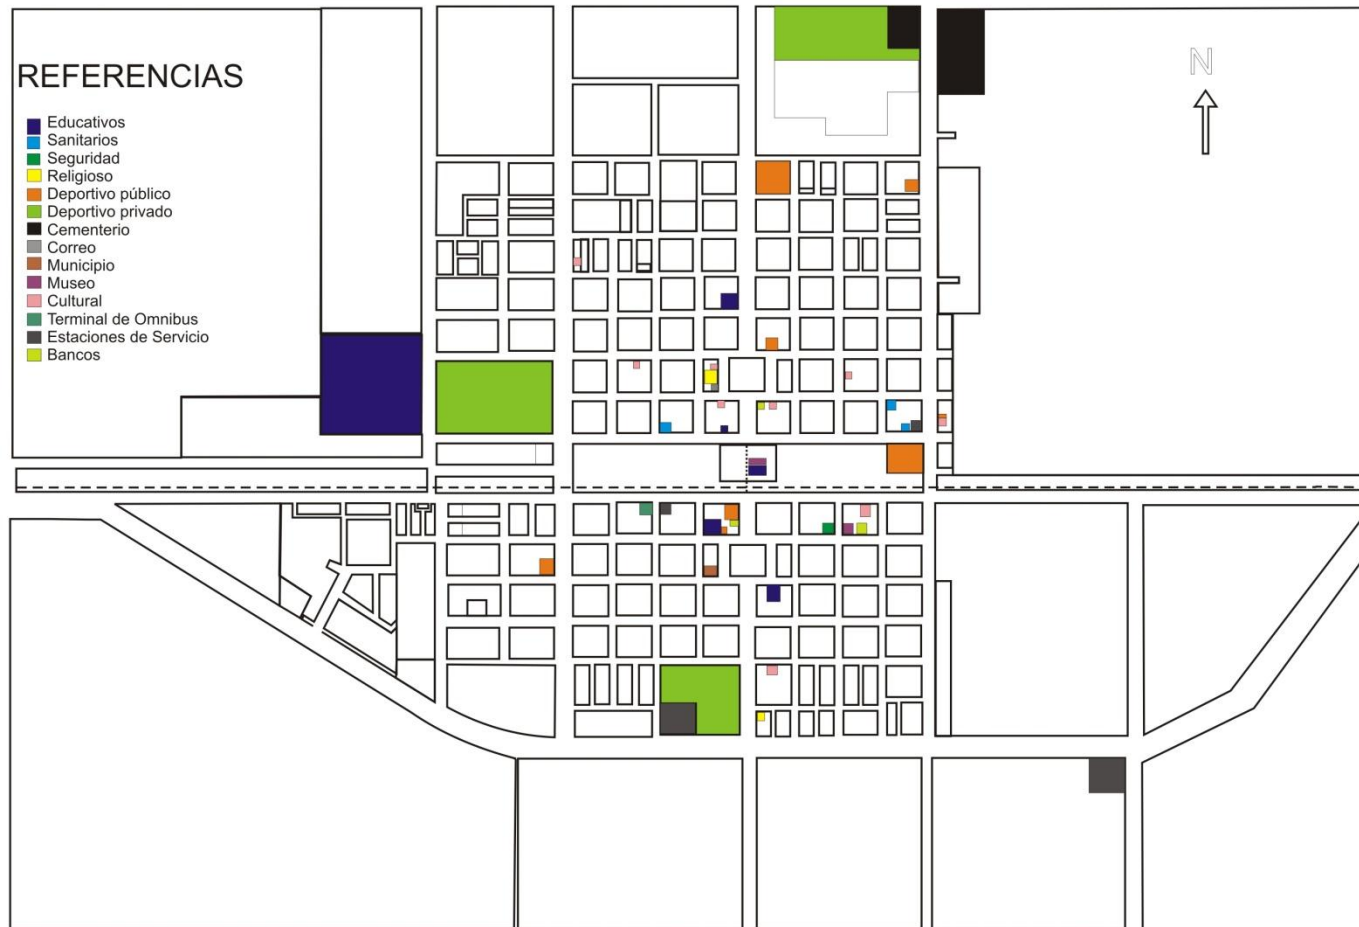 REFERENCIAS
Educativos
Sanitarios
Seguridad
Religioso
Deportivo público
Deportivo privado
Cementerio
Correo
Municipio
Museo
Cultural
Terminal de Omnibus
Estaciones de Servicio
Bancos
N